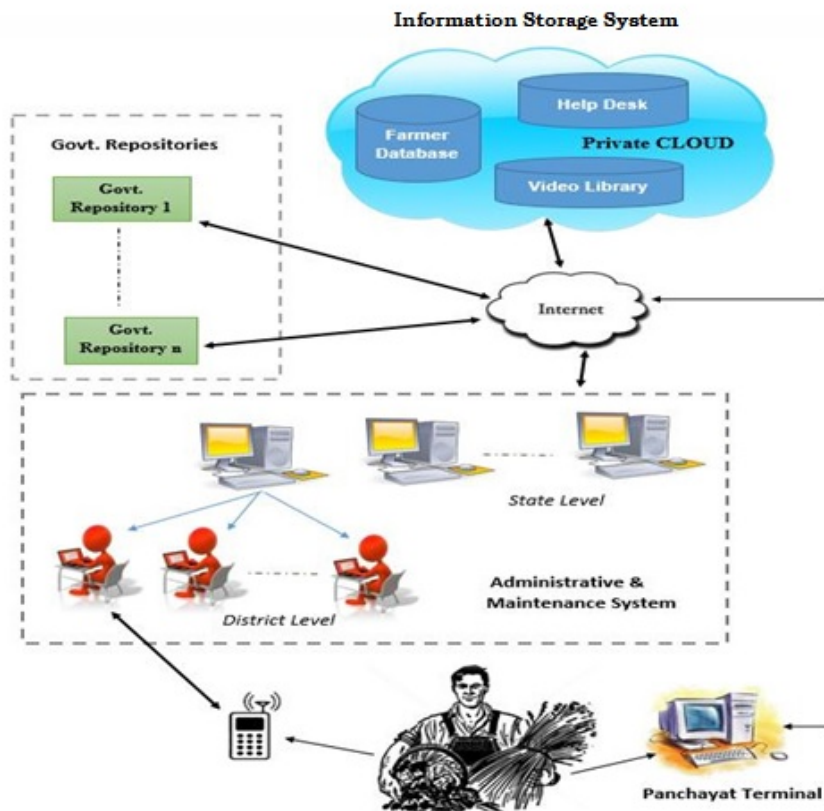 Information Storage System
Help Desk
Farmer
Database
Private CLOUD
Video Library
Govt. Repositories
Govt.
Repository 1
Internet
Govt.
Repository n
State Level
Administrative &
Maintenance System
District Level
Panchayat Terminal